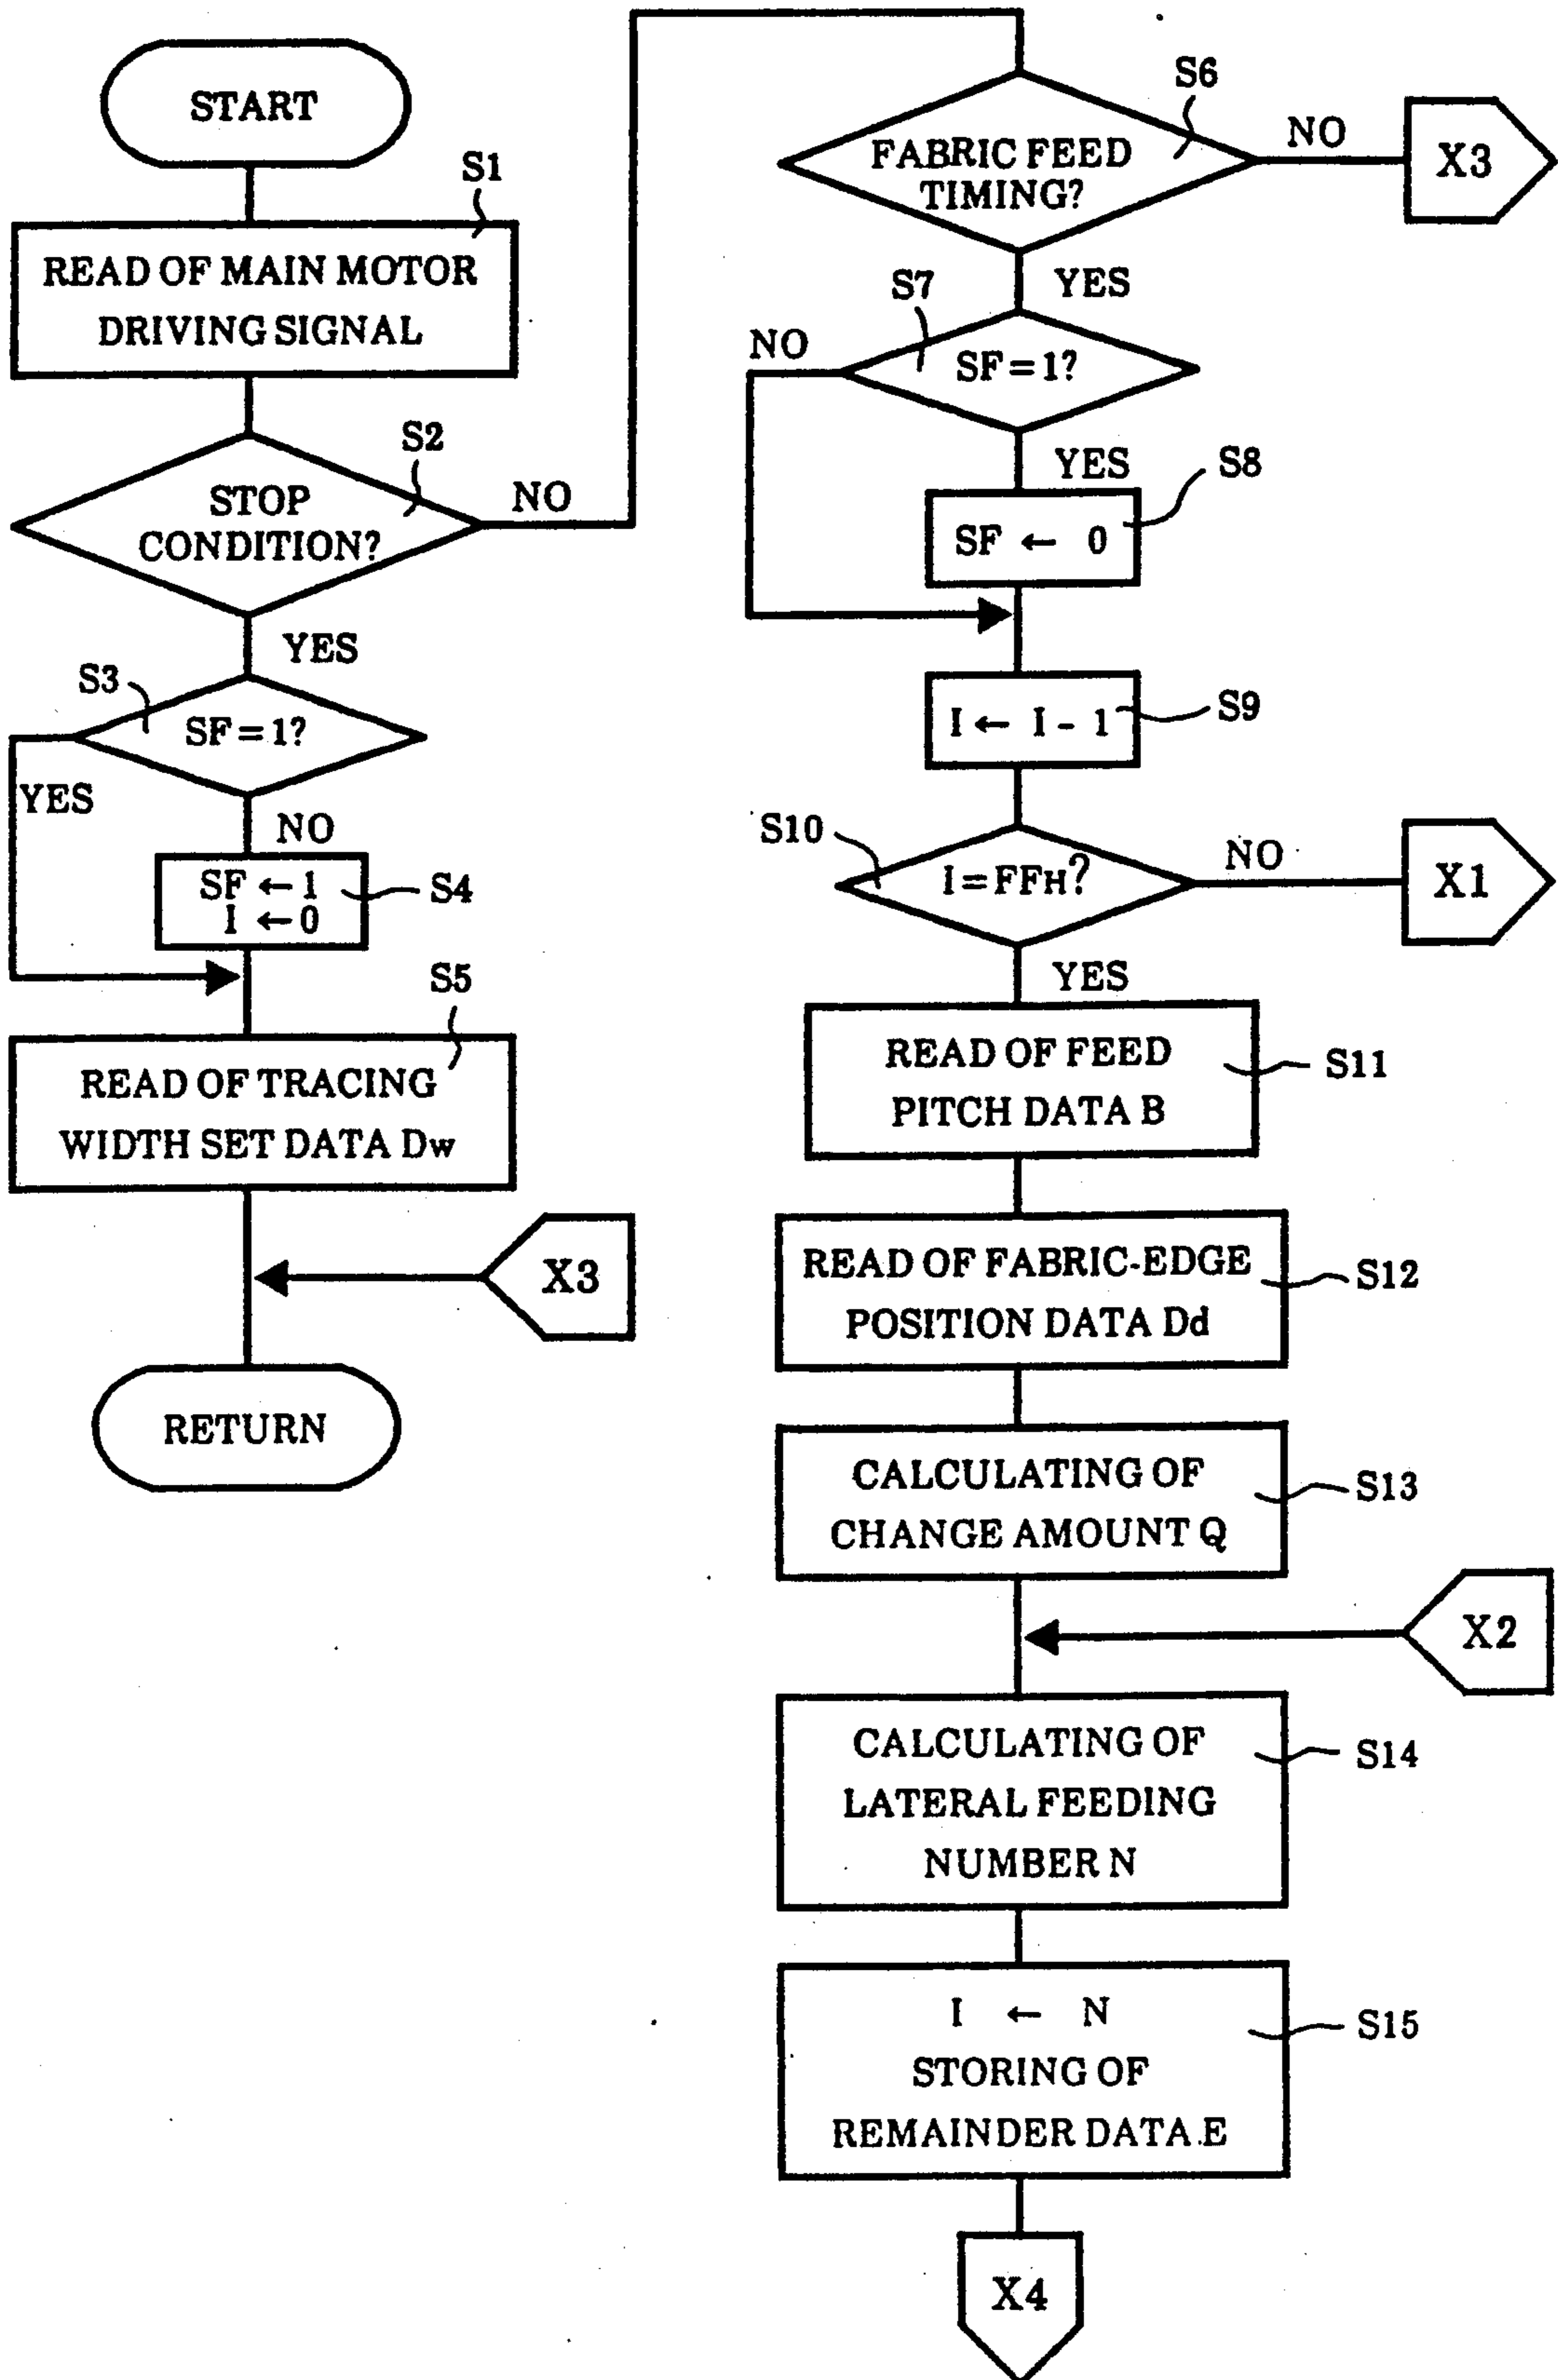 START
S1
READ OF MAIN MOTOR
DRIVING SIGNAL
S2
STOP
CONDITION?
NO
YES
S3
SF = 1?
YES
NO
SF ← 1
I ← 0
S4
S5
READ OF TRACING
WIDTH SET DATA Dw
X3
RETURN
S6
FABRIC FEED
TIMING?
NO
X3
YES
S7
NO
SF = 1?
YES
S8
SF ← 0
I ← I - 1
S9
S10
I = FFH?
NO
X1
YES
READ OF FEED
PITCH DATA B
S11
READ OF FABRIC-EDGE
POSITION DATA Dd
S12
CALCULATING OF
CHANGE AMOUNT Q
S13
X2
CALCULATING OF
LATERAL FEEDING
NUMBER N
S14
I ← N
STORING OF
REMAINDER DATA E
S15
X4